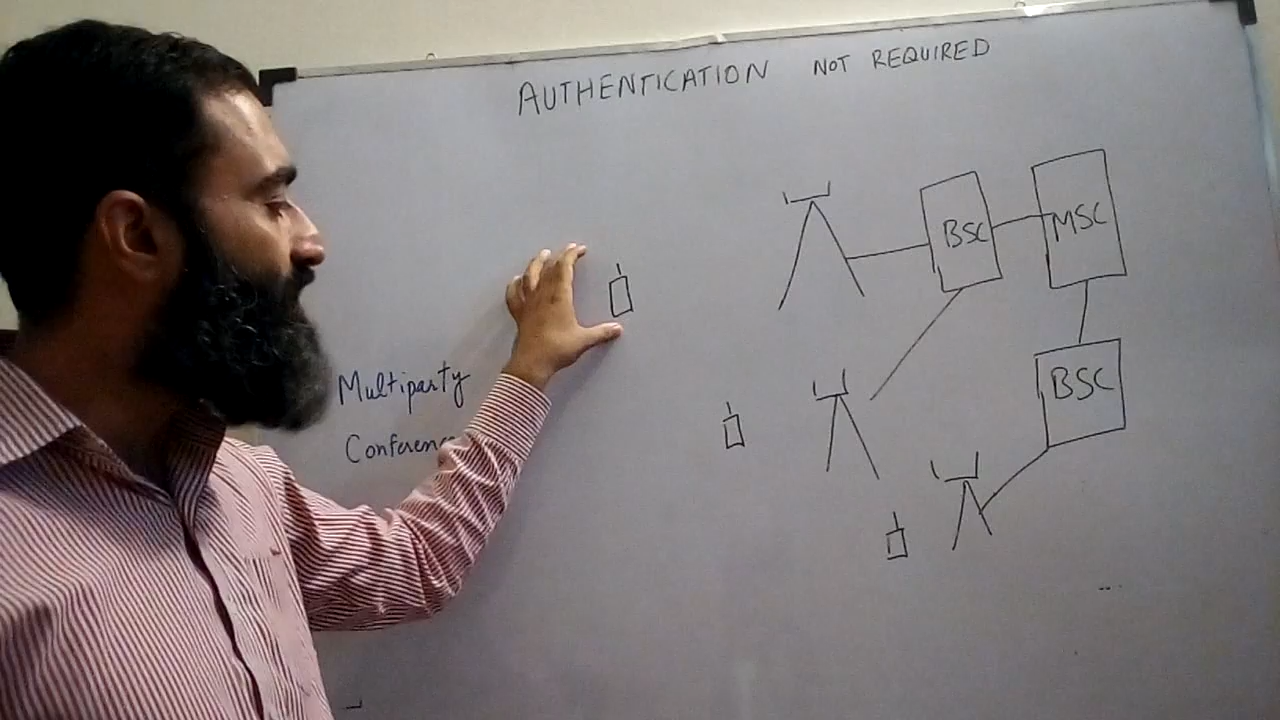 AUTHENTICATION NOT REQUIRED
BSC
MSC
Multiparty
BSC